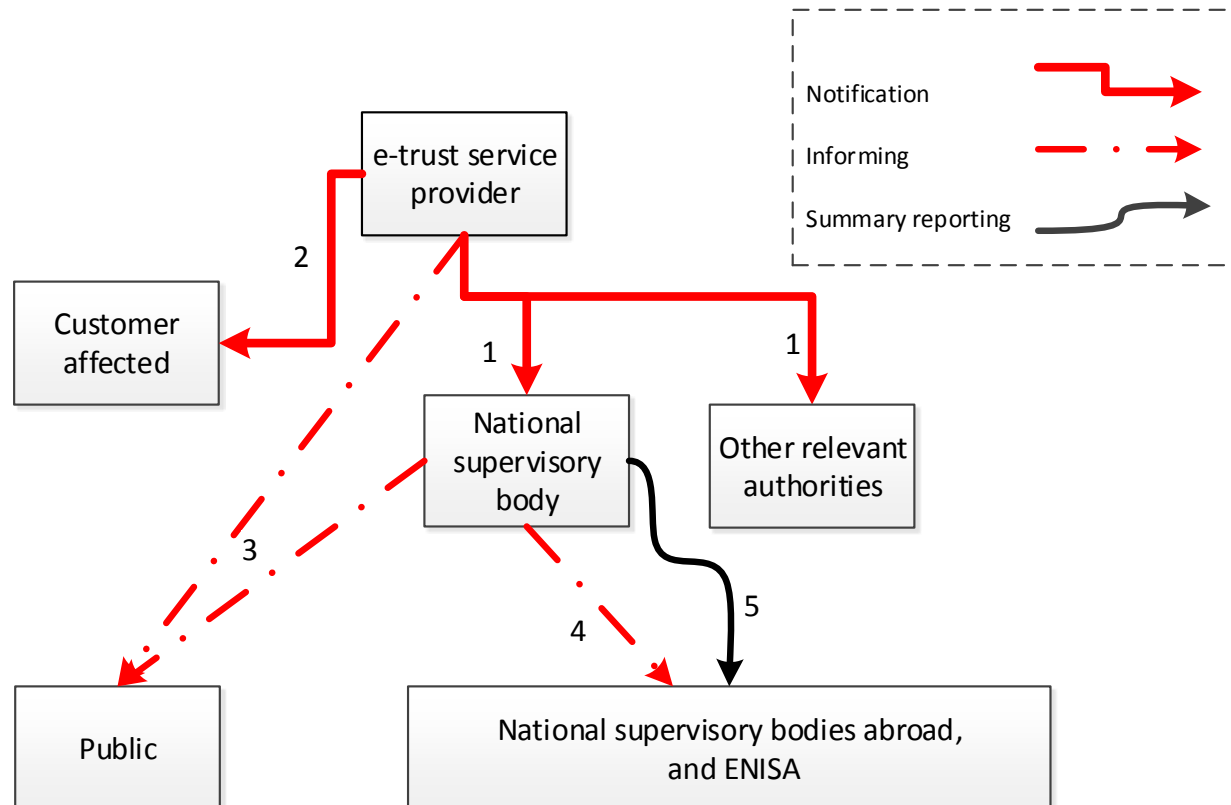 Notification
Informing
Summary reporting
e-trust service
provider
2
Customer
affected
1
1
National
supervisory
body
Other relevant
authorities
3
4
5
Public
National supervisory bodies abroad,
and ENISA